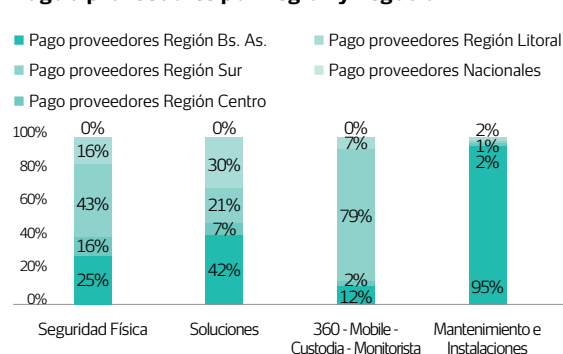 Pago proveedores Región Bs. As.
Pago proveedores Región Litoral
Pago proveedores Región Sur
Pago proveedores Nacionales
Pago proveedores Región Centro
100%
80%
60%
40%
20%
0%
0%
16%
43%
16%
25%
0%
30%
21%
7%
42%
0%
7%
79%
2%
12%
2%
1%
2%
95%
Seguridad Física
Soluciones
360 - Mobile -
Custodia - Monitorista
Mantenimiento e
Instalaciones